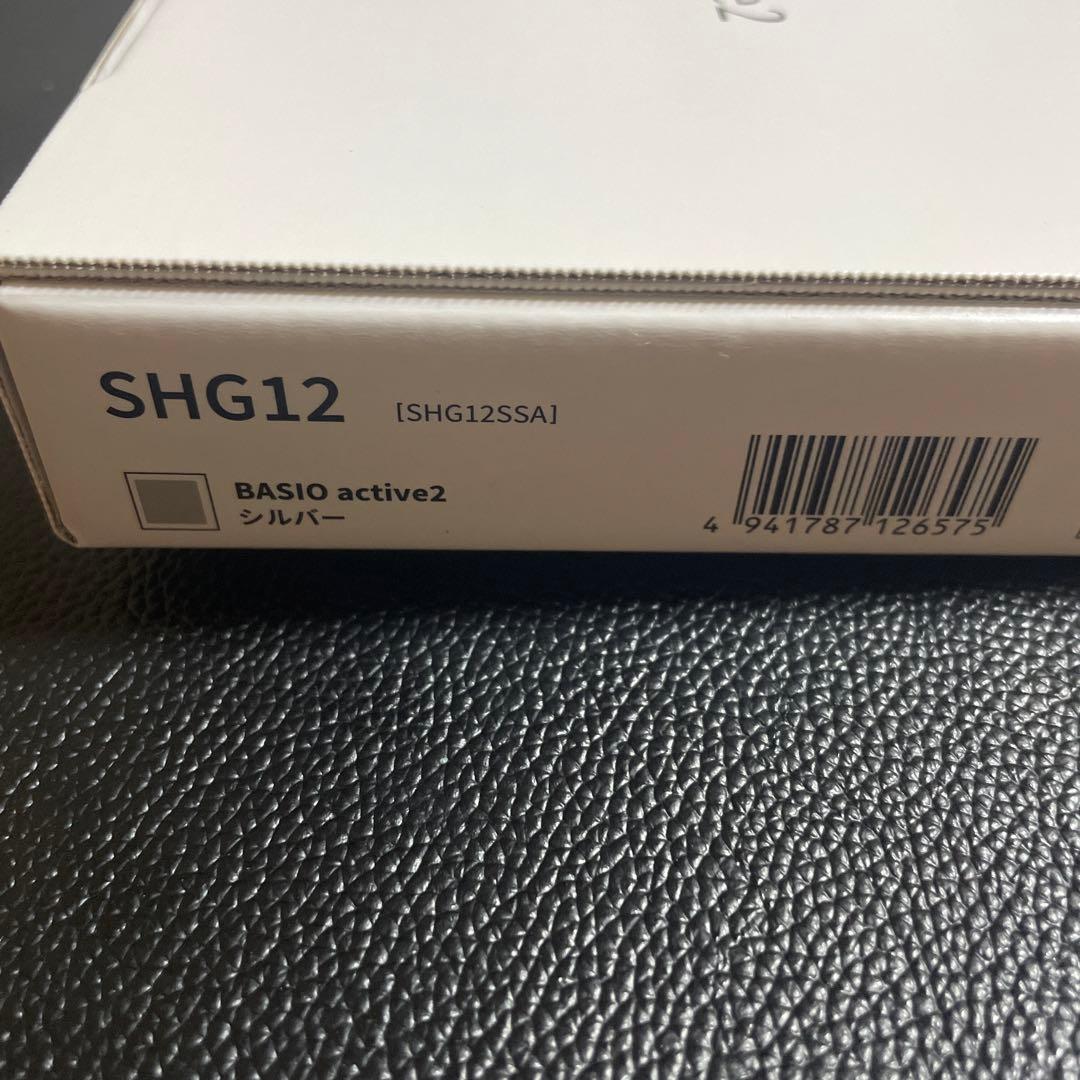 SHG12 [SHG12SSA]
BASIO active2
シルバー
4 941787 126575